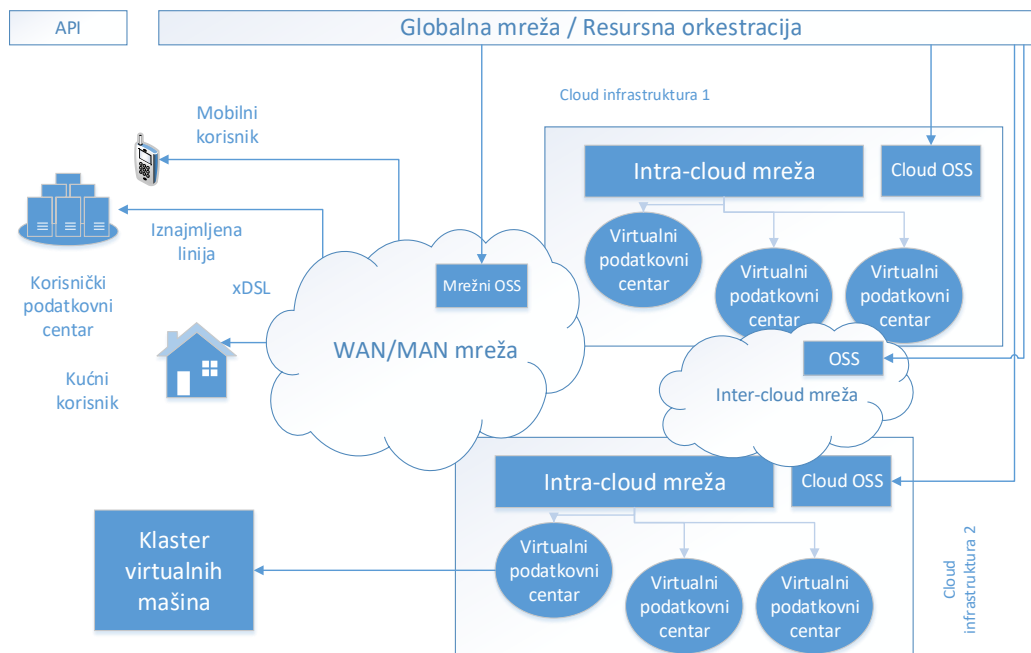 API
Globalna mreža / Resursna orkestracija
Cloud infrastruktura 1
Mobilni
korisnik
Intra-cloud mreža
Cloud OSS
Iznajmljena
linija
Virtualni
podatkovni
centar
Virtualni
podatkovni
centar
Virtualni
podatkovni
centar
Korisnički
podatkovni
centar
xDSL
Mrežni OSS
WAN/MAN mreža
OSS
Inter-cloud mreža
Kućni
korisnik
Intra-cloud mreža
Cloud OSS
Klaster
virtualnih
mašina
Virtualni
podatkovni
centar
Virtualni
podatkovni
centar
Virtualni
podatkovni
centar
Cloud
infrastruktura 2